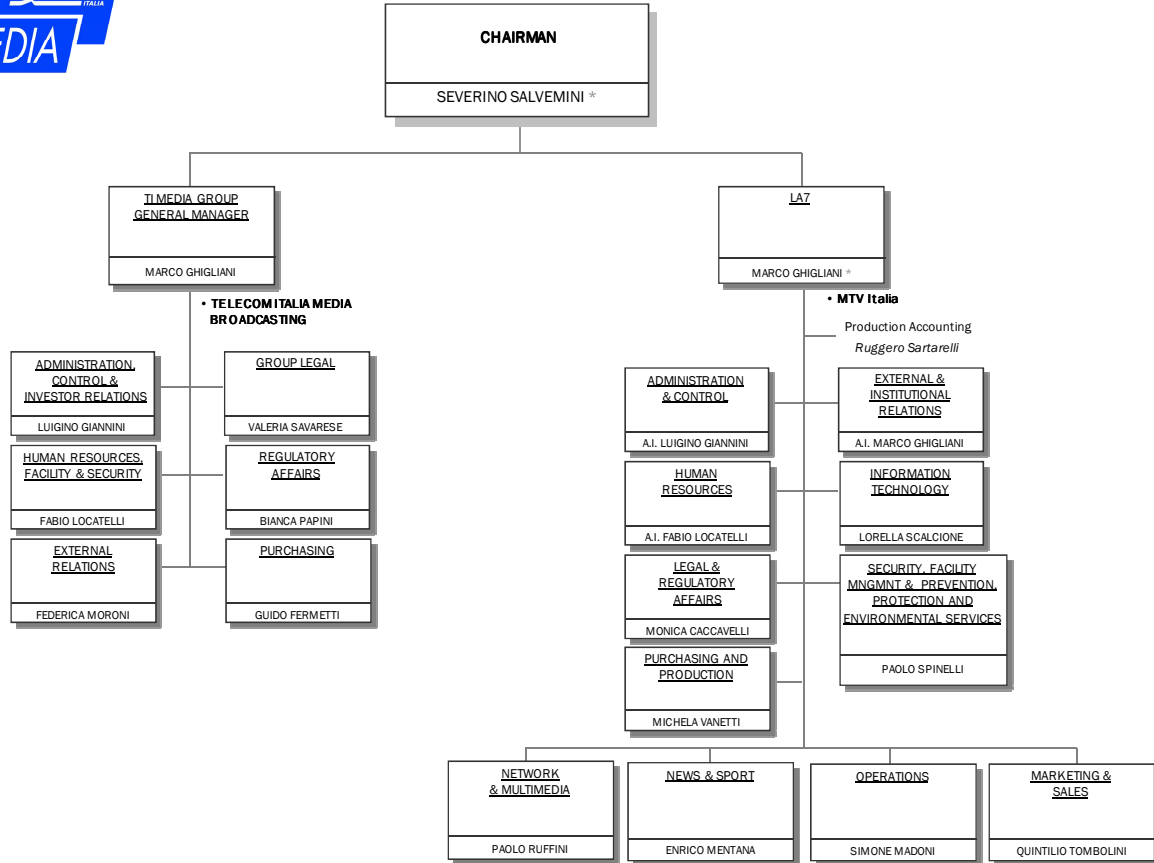 ITALIA
MEDIA
CHAIRMAN
SEVERINO SALVEMINI *
TI MEDIA GROUP
GENERAL MANAGER
MARCO GHIGLIANI
• TELECOM ITALIA MEDIA
BROADCASTING
ADMINISTRATION,
CONTROL &
INVESTOR RELATIONS
LUIGINO GIANNINI
GROUP LEGAL
VALERIA SAVARESE
HUMAN RESOURCES,
FACILITY & SECURITY
FABIO LOCATELLI
REGULATORY
AFFAIRS
BIANCA PAPINI
EXTERNAL
RELATIONS
FEDERICA MORONI
PURCHASING
GUIDO FERMETTI
LA7
MARCO GHIGLIANI *
• MTV Italia
Production Accounting
Ruggero Sartarelli
ADMINISTRATION
& CONTROL
A.I. LUIGINO GIANNINI
EXTERNAL &
INSTITUTIONAL
RELATIONS
A.I. MARCO GHIGLIANI
HUMAN
RESOURCES
A.I. FABIO LOCATELLI
INFORMATION
TECHNOLOGY
LORELLA SCALCIONE
LEGAL &
REGULATORY
AFFAIRS
MONICA CACCAVELLI
SECURITY, FACILITY
MNGMNT & PREVENTION,
PROTECTION AND
ENVIRONMENTAL SERVICES
PAOLO SPINELLI
PURCHASING AND
PRODUCTION
MICHELA VANETTI
NETWORK
& MULTIMEDIA
PAOLO RUFFINI
NEWS & SPORT
ENRICO MENTANA
OPERATIONS
SIMONE MADONI
MARKETING &
SALES
QUINTILIO TOMBOLINI